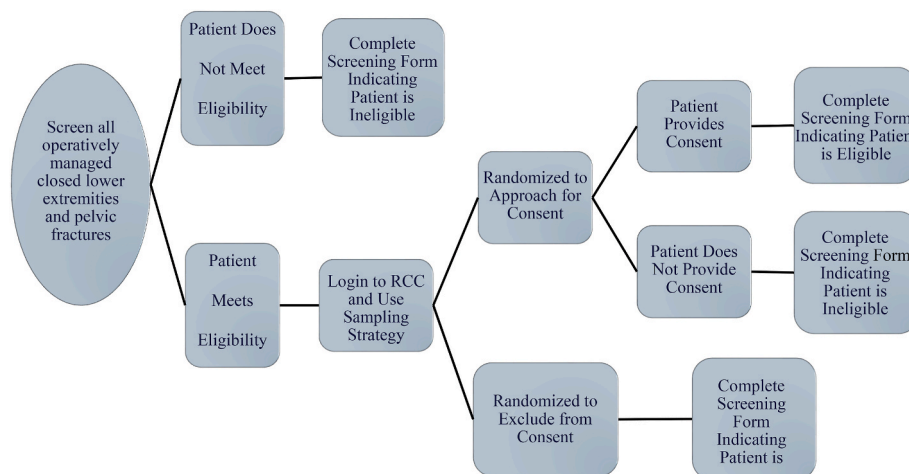 Screen all
operatively
managed
closed lower
extremities
and pelvic
fractures
Patient Does
Not Meet
Eligibility
Complete
Screening Form
Indicating
Patient is
Ineligible
Patient
Meets
Eligibility
Login to RCC
and Use
Sampling
Strategy
Randomized to
Approach for
Consent
Patient
Provides
Consent
Complete
Screening Form
Indicating Patient
is Eligible
Patient Does
Not Provide
Consent
Complete
Screening Form
Indicating
Patient is
Ineligible
Randomized to
Exclude from
Consent
Complete
Screening
Form
Indicating
Patient is